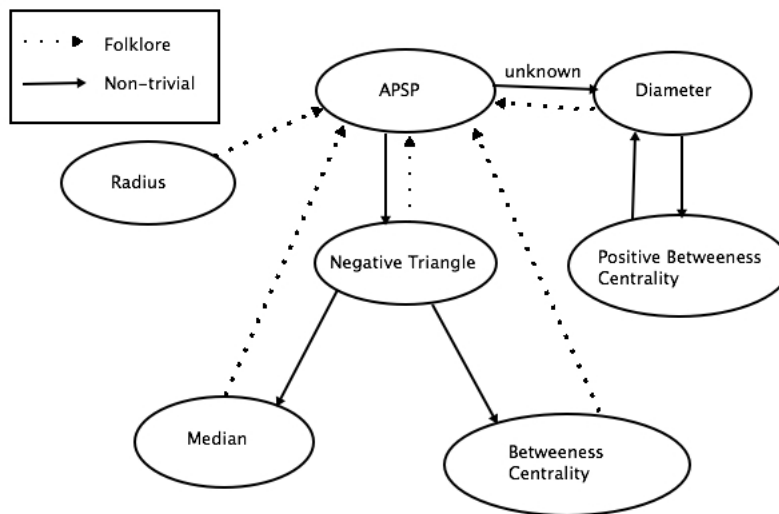 Folklore
Non-trivial
APSP
unknown
Diameter
Radius
Negative Triangle
Positive Betweeness
Centrality
Median
Betweeness
Centrality